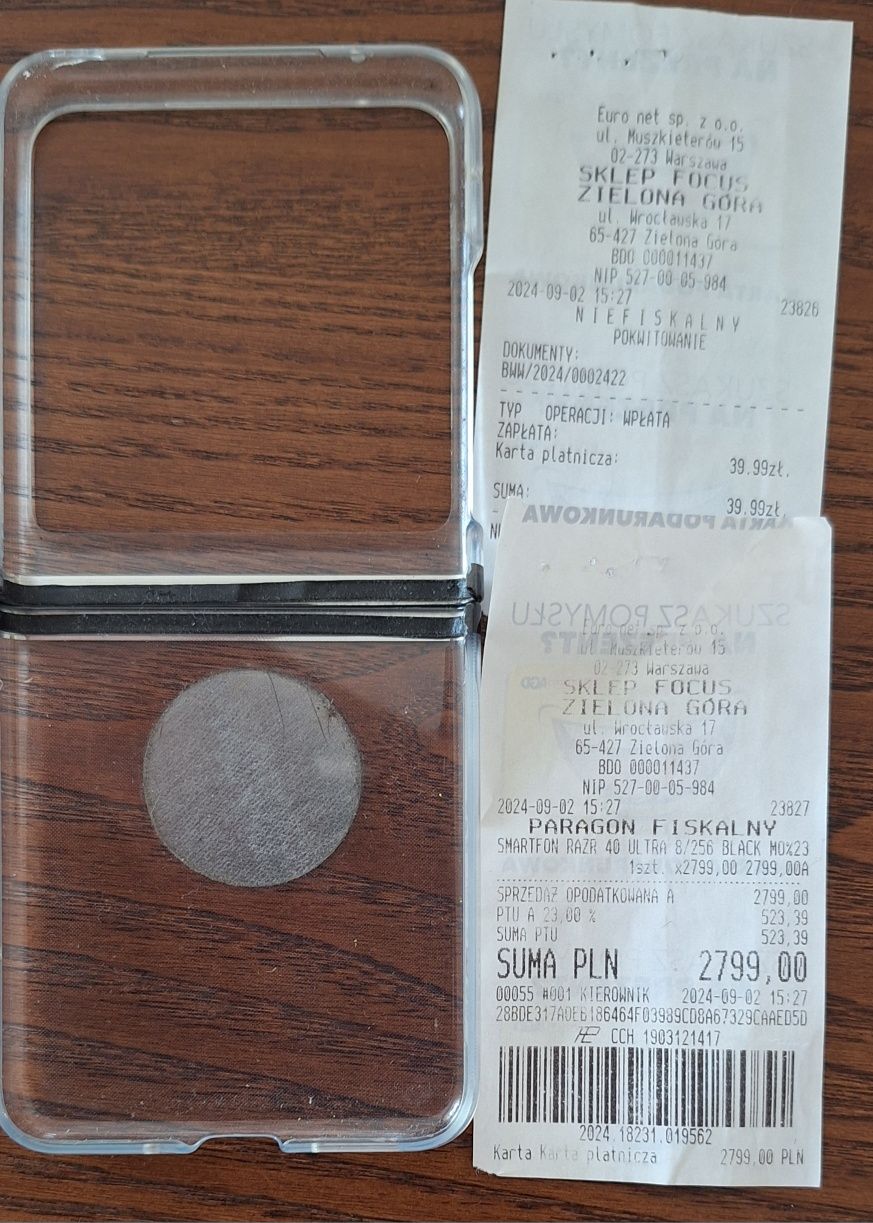 Euro net sp. z o.o.
ul. Muszkieterów 15
02-273 Warszawa
SKLEP FOCUS
ZIELONA GÓRA
ul. Wrocławska 17
65-427 Zielona Góra
BDO 000011437
NIP 527-00-05-984
2024-09-02 15:27 23826
NIEFISKALNY
POKWITOWANIE
DOKUMENTY:
BWW/2024/0002422
TYP OPERACJI: WPŁATA
ZAPŁATA:
Karta płatnicza: 39.99zł.
SUMA: 39.99zł
KARTA PODARUNKOWA
SZUKASZ POMYSŁU
NA PREZENT?
Euro net sp. z o.o.
ul. Muszkieterów 15
02-273 Warszawa
SKLEP FOCUS
ZIELONA GÓRA
ul. Wrocławska 17
65-427 Zielona Góra
BDO 000011437
NIP 527-00-05-984
2024-09-02 15:27 23827
PARAGON FISKALNY
SMARTFON RAZR 40 ULTRA 8/256 BLACK MO%23
1szt. x2799,00 2799,00A
SPRZEDAŻ OPODATKOWANA A 2799,00
PTU A 23,00 % 523,39
SUMA PTU 523,39
SUMA PLN 2799,00
00055 #001 KIEROWNIK 2024-09-02 15:27
28BDE317A0EB186464F03989CD8A67329CAAED5D
CCH 1903121417
2024.18231.019562
Karta Karta płatnicza 2799,00 PLN